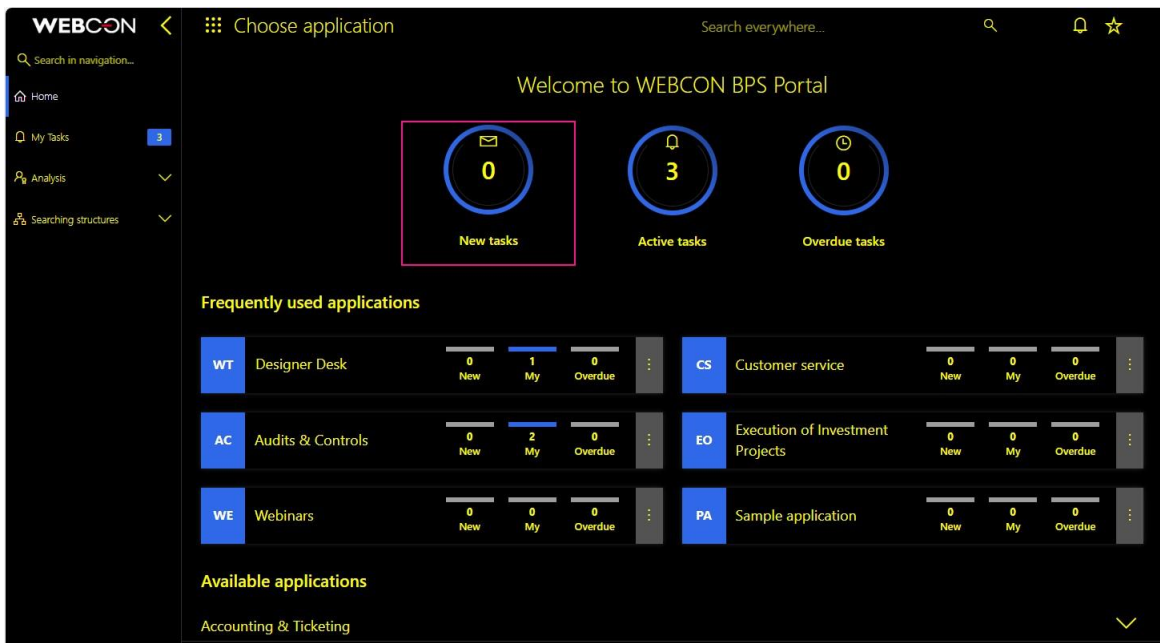 WEBCON
Choose application
Search everywhere...
Search in navigation...
Home
My Tasks 3
Analysis
Searching structures
Welcome to WEBCON BPS Portal
0 3 0
New tasks Active tasks Overdue tasks
Frequently used applications
WT Designer Desk 0 New 1 My 0 Overdue
CS Customer service 0 New 0 My 0 Overdue
AC Audits & Controls 0 New 2 My 0 Overdue
EO Execution of Investment
Projects 0 New 0 My 0 Overdue
WE Webinars 0 New 0 My 0 Overdue
PA Sample application 0 New 0 My 0 Overdue
Available applications
Accounting & Ticketing